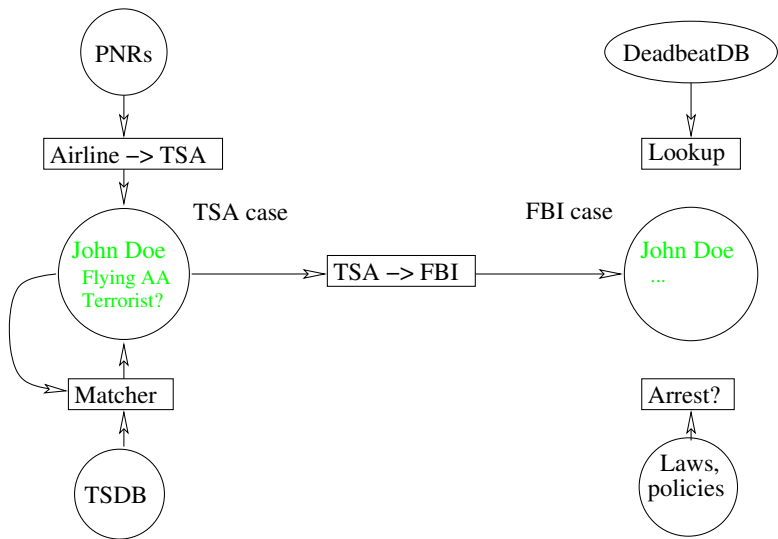 PNRs
DeadbeatDB
Airline −> TSA
Lookup
TSA case
FBI case
John Doe
Flying AA
Terrorist?
TSA −> FBI
John Doe
...
Matcher
Arrest?
TSDB
Laws,
policies